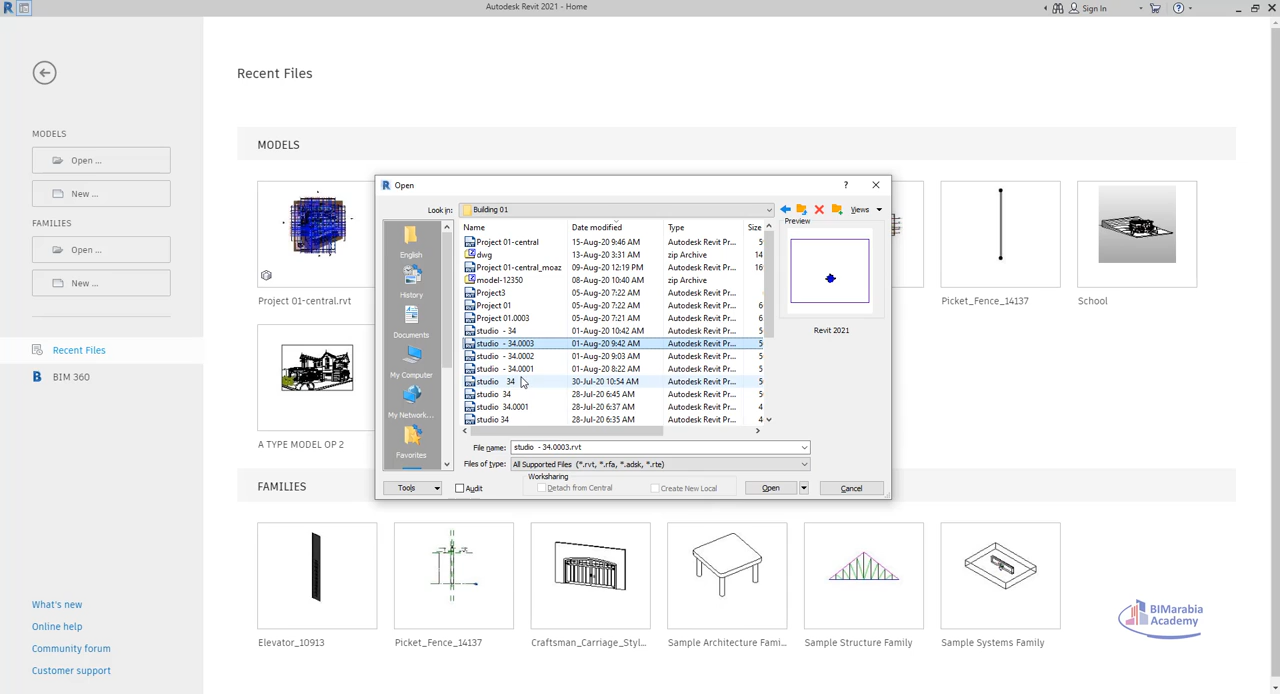 Autodesk Revit 2021 - Home
Sign In
Recent Files
MODELS
Open ...
New ...
FAMILIES
Open ...
New ...
Recent Files
BIM 360
What's new
Online help
Community forum
Customer support
MODELS
Project 01-central.rvt
Picket_Fence_14137
School
A TYPE MODEL OP 2
Open
?
Look in: Building 01
Views
Preview
Revit 2021
English
History
Documents
My Computer
My Network...
Favorites
Name Date modified Type Size
Project 01-central 15-Aug-20 9:46 AM Autodesk Revit Pr... 5
dwg 13-Aug-20 3:31 AM zip Archive 14
Project 01-central_moaz 09-Aug-20 12:19 PM Autodesk Revit Pr... 16
model-12350 08-Aug-20 10:40 AM zip Archive
Project3 05-Aug-20 7:22 AM Autodesk Revit Pr...
Project 01 05-Aug-20 7:22 AM Autodesk Revit Pr... 6
Project 01.0003 05-Aug-20 7:21 AM Autodesk Revit Pr... 6
studio - 34 01-Aug-20 10:42 AM Autodesk Revit Pr... 5
studio - 34.0003 01-Aug-20 9:42 AM Autodesk Revit Pr... 5
studio - 34.0002 01-Aug-20 9:03 AM Autodesk Revit Pr... 5
studio - 34.0001 01-Aug-20 8:22 AM Autodesk Revit Pr... 5
studio 34 30-Jul-20 10:54 AM Autodesk Revit Pr... 5
studio 34 28-Jul-20 6:45 AM Autodesk Revit Pr... 5
studio 34.0001 28-Jul-20 6:37 AM Autodesk Revit Pr... 4
studio 34 28-Jul-20 6:35 AM Autodesk Revit Pr... 4
File name: studio - 34.0003.rvt
Files of type: All Supported Files (*.rvt, *.rfa, *.adsk, *.rte)
Worksharing
Tools
Audit
Detach from Central
Create New Local
Open
Cancel
FAMILIES
Elevator_10913
Picket_Fence_14137
Craftsman_Carriage_Styl...
Sample Architecture Fami...
Sample Structure Family
Sample Systems Family
BIMarabia
Academy